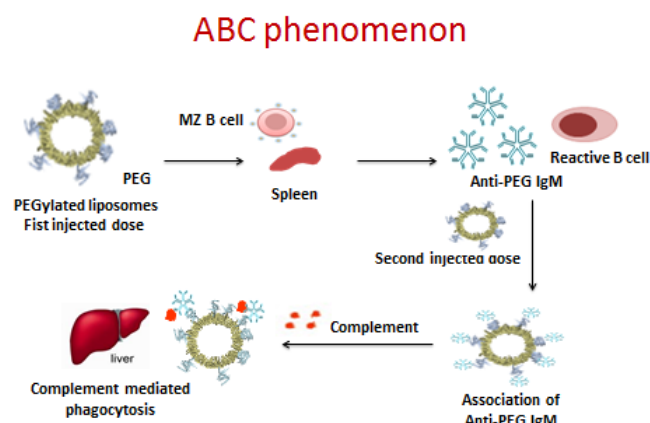 ABC phenomenon
MZ B cell
PEG
PEGylated liposomes
Fist injected dose
Spleen
Anti-PEG IgM
Reactive B cell
Second injected dose
Complement
liver
Complement mediated
phagocytosis
Association of
Anti-PEG IgM